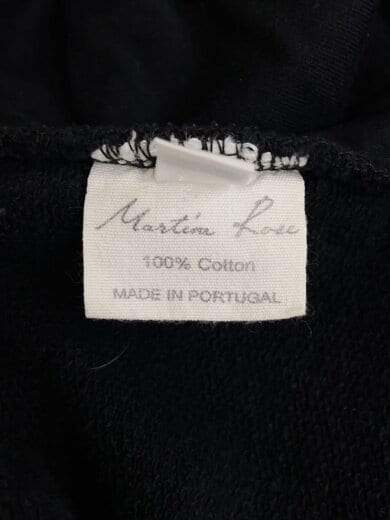 Martine Rose
100% Cotton
MADE IN PORTUGAL